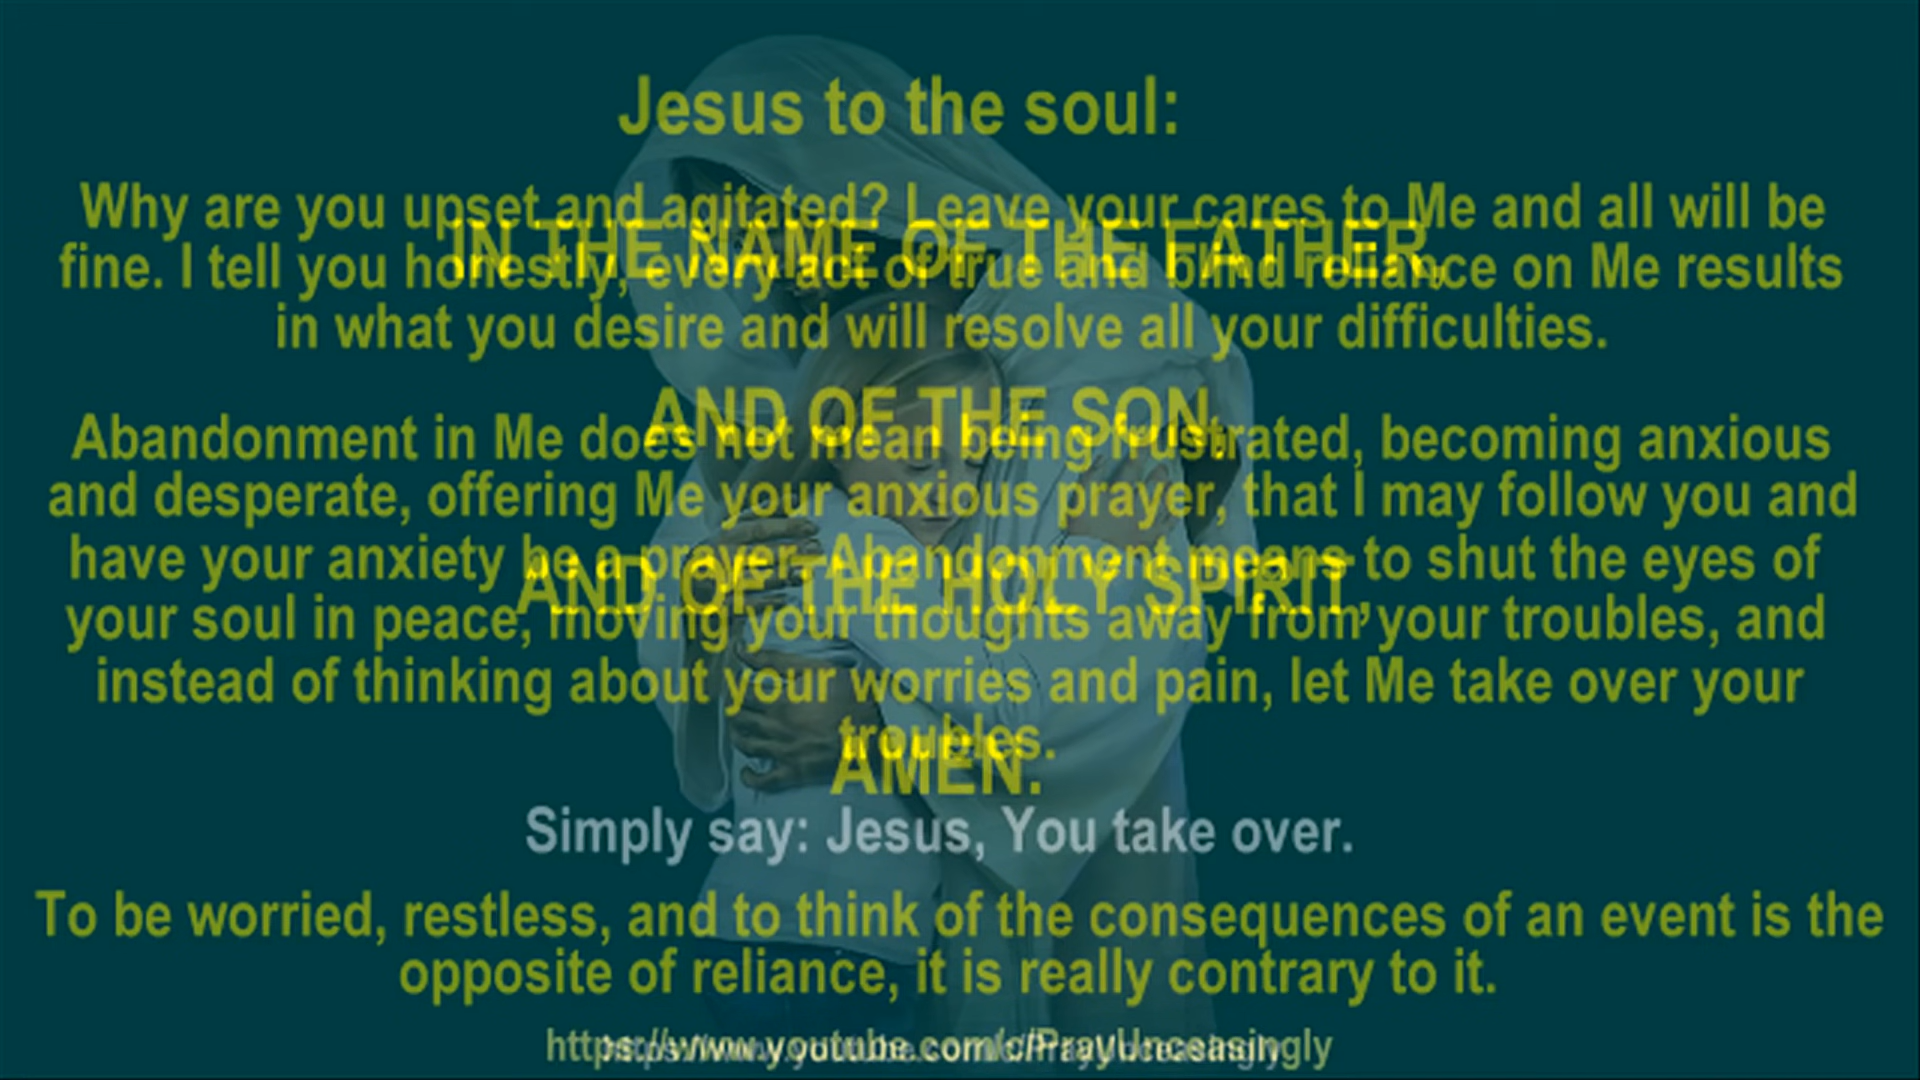 Jesus to the soul:
Why are you upset and agitated? Leave your cares to Me and all will be
IN THE NAME OF THE FATHER,
fine. I tell you honestly, every act of true and blind reliance on Me results
in what you desire and will resolve all your difficulties.
AND OF THE SON,
Abandonment in Me does not mean being frustrated, becoming anxious
and desperate, offering Me your anxious prayer, that I may follow you and
have your anxiety be a prayer. Abandonment means to shut the eyes of
AND OF THE HOLY SPIRIT,
your soul in peace, moving your thoughts away from your troubles, and
instead of thinking about your worries and pain, let Me take over your
troubles.
AMEN.
Simply say: Jesus, You take over.
To be worried, restless, and to think of the consequences of an event is the
opposite of reliance, it is really contrary to it.
https://www.youtube.com/c/PrayUnceasingly
https://www.youtube.com/c/PrayUnceasingly